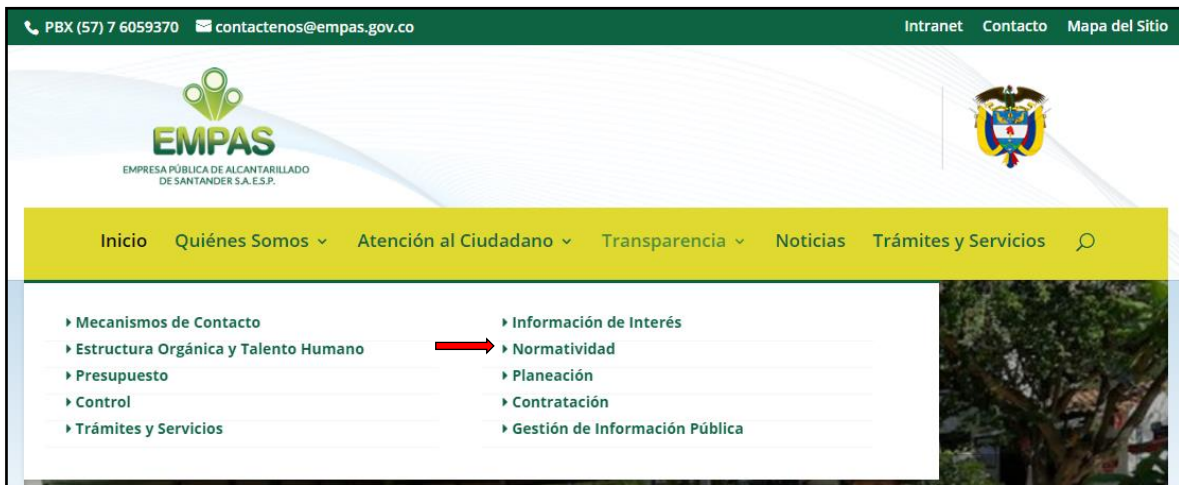 PBX (57) 7 6059370 contactenos@empas.gov.co Intranet Contacto Mapa del Sitio
EMPAS
EMPRESA PÚBLICA DE ALCANTARILLADO
DE SANTANDER S.A. E.S.P.
Inicio Quiénes Somos Atención al Ciudadano Transparencia Noticias Trámites y Servicios
Mecanismos de Contacto
Estructura Orgánica y Talento Humano
Presupuesto
Control
Trámites y Servicios
Información de Interés
Normatividad
Planeación
Contratación
Gestión de Información Pública